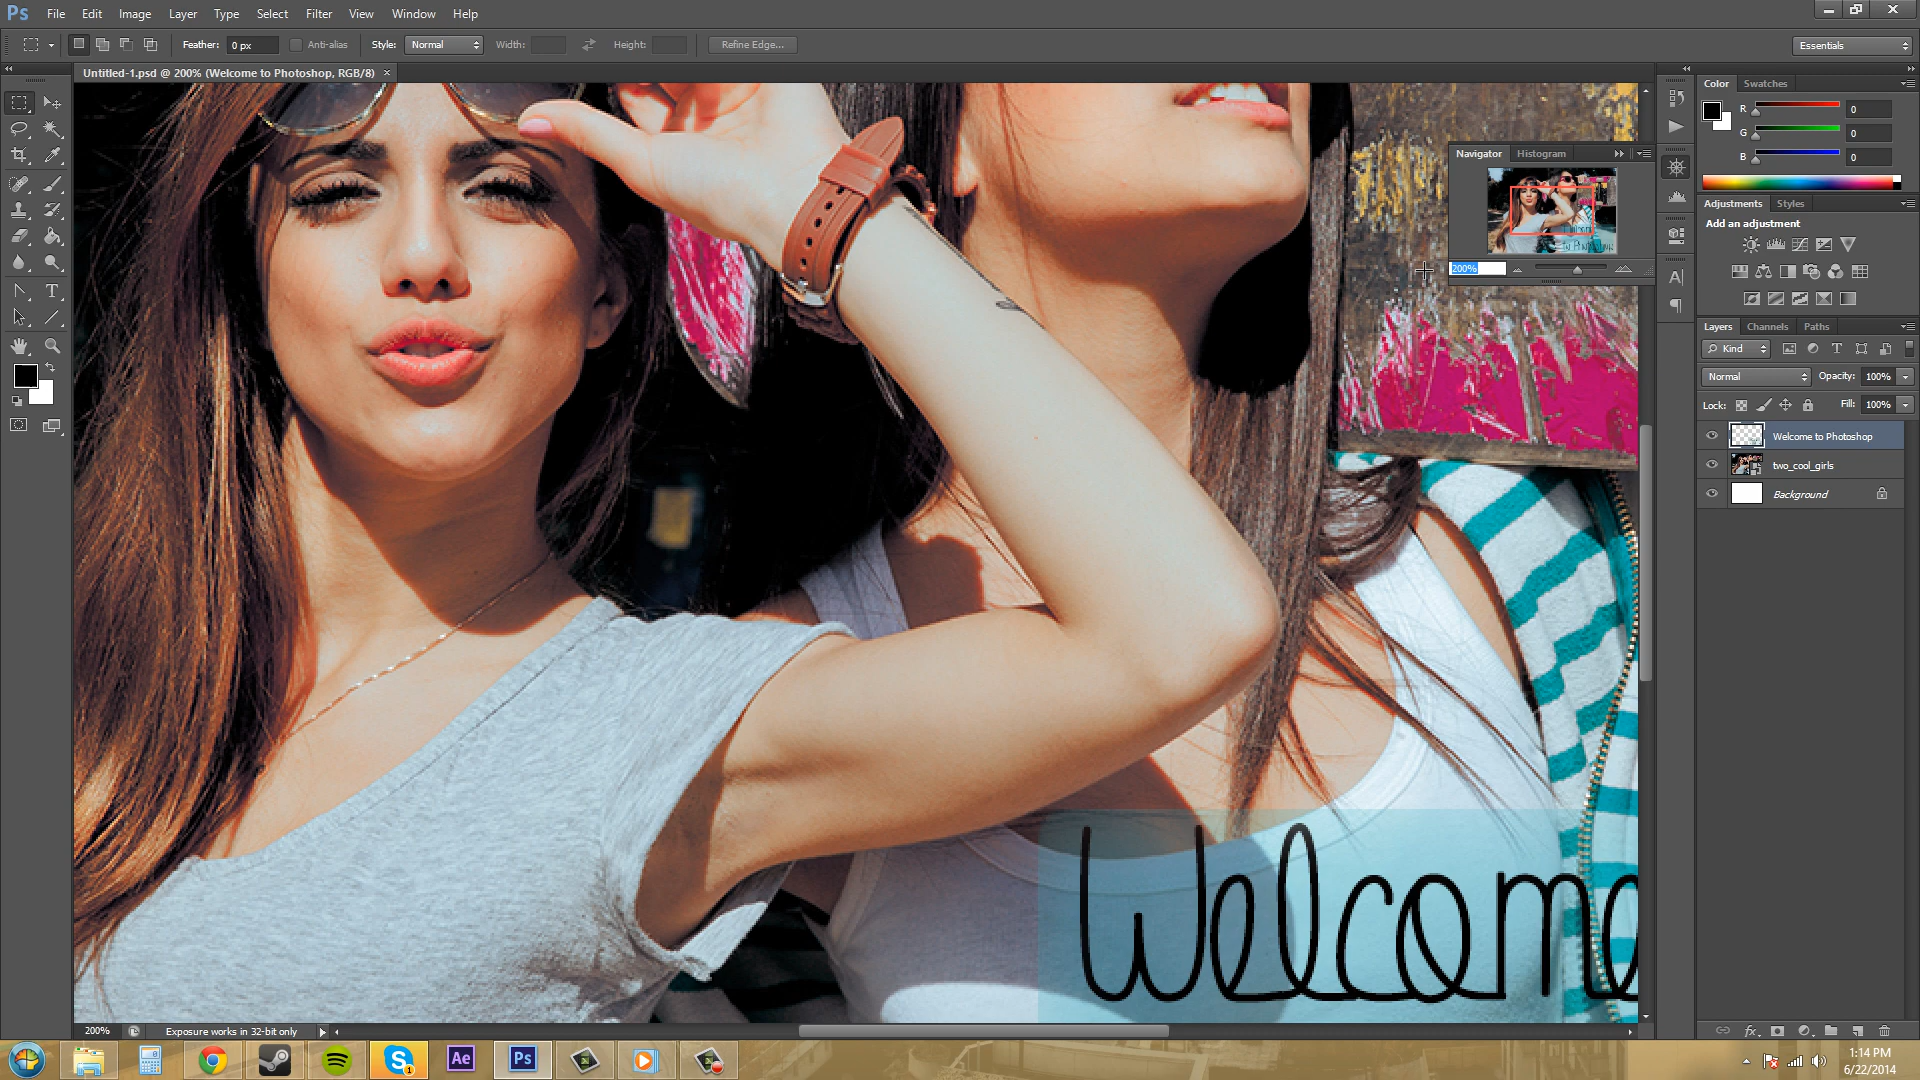 Ps File Edit Image Layer Type Select Filter View Window Help
Feather: 0 px Anti-alias Style: Normal Width: Height: Refine Edge... Essentials
Untitled-1.psd @ 200% (Welcome to Photoshop, RGB/8) ×
Color Swatches
R 0
G 0
B 0
Navigator Histogram
200%
Adjustments Styles
Add an adjustment
Layers Channels Paths
Kind
Normal Opacity: 100%
Lock: Fill: 100%
Welcome to Photoshop
two_cool_girls
Background
Welcome
200% Exposure works in 32-bit only
Ae Ps
1:14 PM
6/22/2014